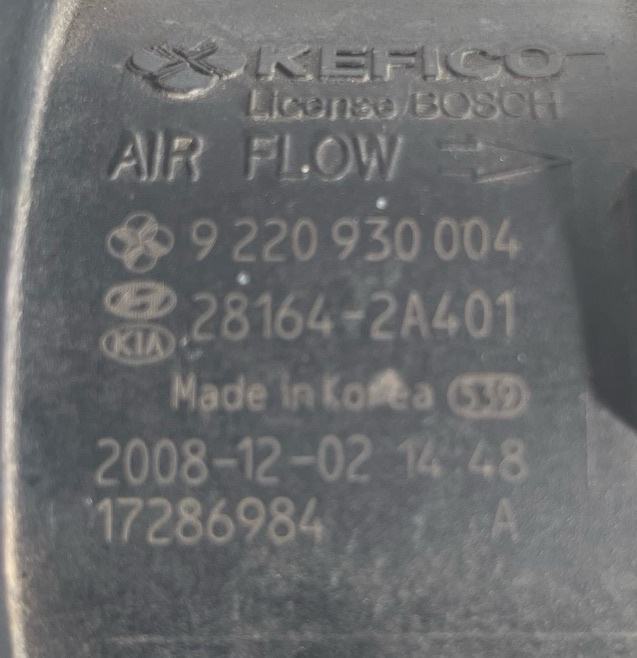 KEFICO
License/BOSCH
AIR FLOW
9 220 930 004
28164-2A401
KIA
Made in Korea 539
2008-12-02 14:48
17286984 A